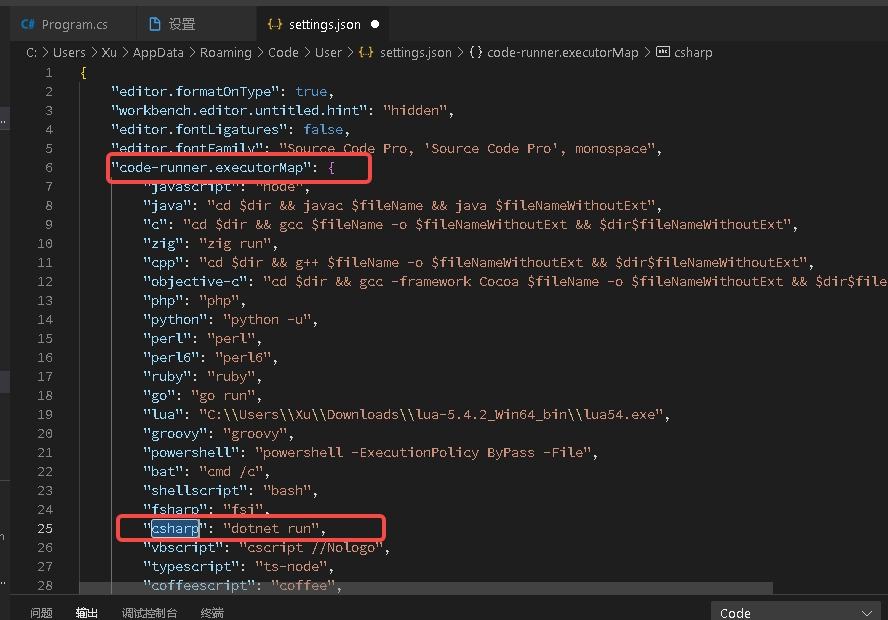 C# Program.cs 设置 {..} settings.json ●
C: > Users > Xu > AppData > Roaming > Code > User > {..} settings.json > {} code-runner.executorMap > abc csharp
1 {
2 "editor.formatOnType": true,
3 "workbench.editor.untitled.hint": "hidden",
4 "editor.fontLigatures": false,
5 "editor.fontFamily": "Source Code Pro, 'Source Code Pro', monospace",
6 "code-runner.executorMap": {
7 "javascript": "node",
8 "java": "cd $dir && javac $fileName && java $fileNameWithoutExt",
9 "c": "cd $dir && gcc $fileName -o $fileNameWithoutExt && $dir$fileNameWithoutExt",
10 "zig": "zig run",
11 "cpp": "cd $dir && g++ $fileName -o $fileNameWithoutExt && $dir$fileNameWithoutExt",
12 "objective-c": "cd $dir && gcc -framework Cocoa $fileName -o $fileNameWithoutExt && $dir$file
13 "php": "php",
14 "python": "python -u",
15 "perl": "perl",
16 "perl6": "perl6",
17 "ruby": "ruby",
18 "go": "go run",
19 "lua": "C:\\Users\\Xu\\Downloads\\lua-5.4.2_Win64_bin\\lua54.exe",
20 "groovy": "groovy",
21 "powershell": "powershell -ExecutionPolicy ByPass -File",
22 "bat": "cmd /c",
23 "shellscript": "bash",
24 "fsharp": "fsi",
25 "csharp": "dotnet run",
26 "vbscript": "cscript //Nologo",
27 "typescript": "ts-node",
28 "coffeescript": "coffee",
问题 输出 调试控制台 终端 Code